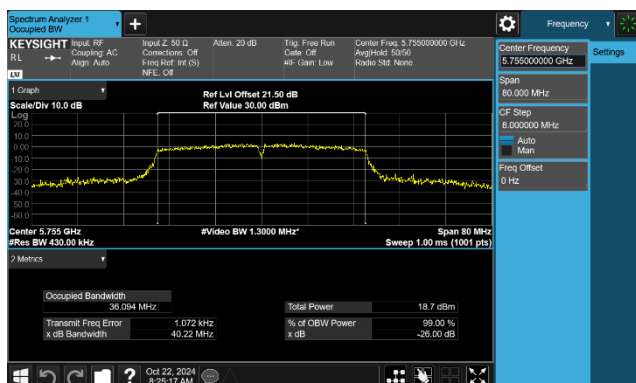 Spectrum Analyzer 1
Occupied BW
Frequency
KEYSIGHT
Input: RF
Input Z: 50 Ω
Atten: 20 dB
Trig: Free Run
Center Freq: 5.755000000 GHz
RL
Coupling: AC
Corrections: Off
Gate: Off
Avg|Hold: 50/50
Align: Auto
Freq Ref: Int (S)
#IF Gain: Low
Radio Std: None
NFE: Off
LXI
Center Frequency
5.755000000 GHz
Settings
Span
80.000 MHz
CF Step
8.000000 MHz
Auto
Man
Freq Offset
0 Hz
1 Graph
Ref Lvl Offset 21.50 dB
Scale/Div 10.0 dB
Ref Value 30.00 dBm
Log
20.0
10.0
0.00
-10.0
-20.0
-30.0
-40.0
-50.0
-60.0
Center 5.755 GHz
#Video BW 1.3000 MHz*
Span 80 MHz
#Res BW 430.00 kHz
Sweep 1.00 ms (1001 pts)
2 Metrics
Occupied Bandwidth
36.094 MHz
Total Power
18.7 dBm
Transmit Freq Error
1.072 kHz
% of OBW Power
99.00 %
x dB Bandwidth
40.22 MHz
x dB
-26.00 dB
?
Oct 22, 2024
8:25:17 AM